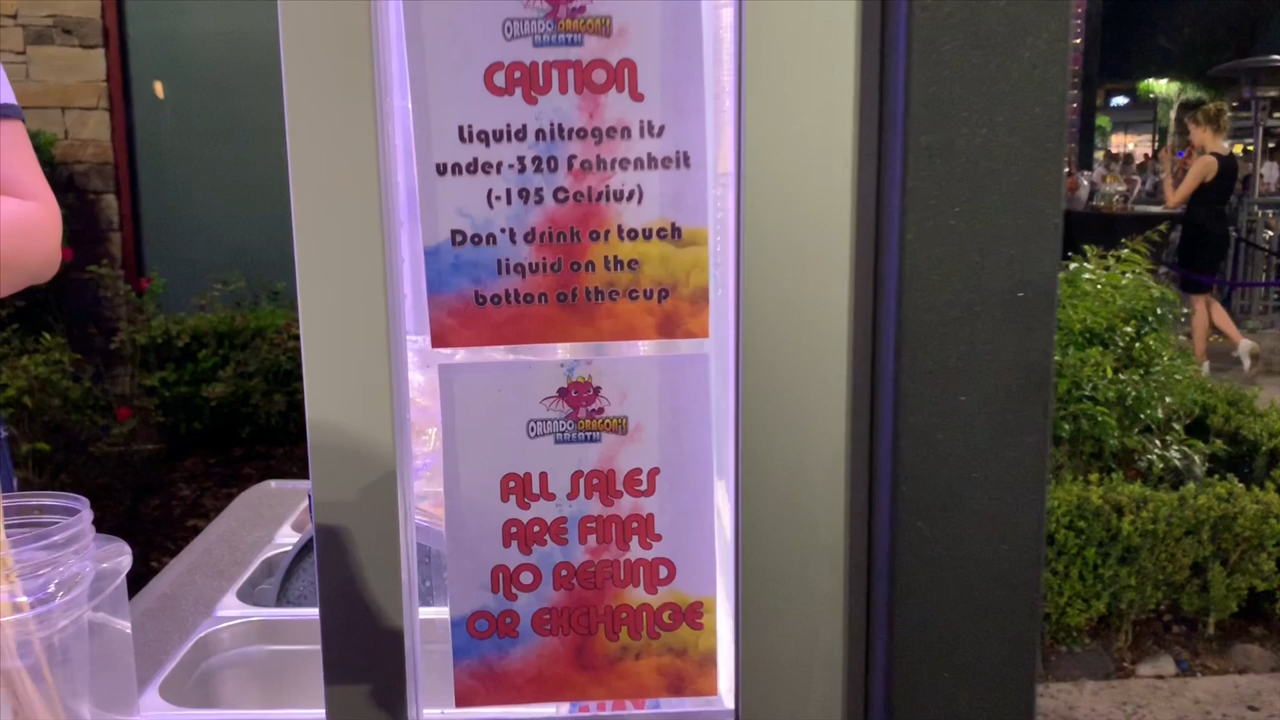 ORLANDO DRAGON'S
BREATH
CAUTION
Liquid nitrogen its
under -320 Fahrenheit
(-195 Celsius)
Don't drink or touch
liquid on the
botton of the cup
ORLANDO DRAGON'S
BREATH
ALL SALES
ARE FINAL
NO REFUND
OR EXCHANGE